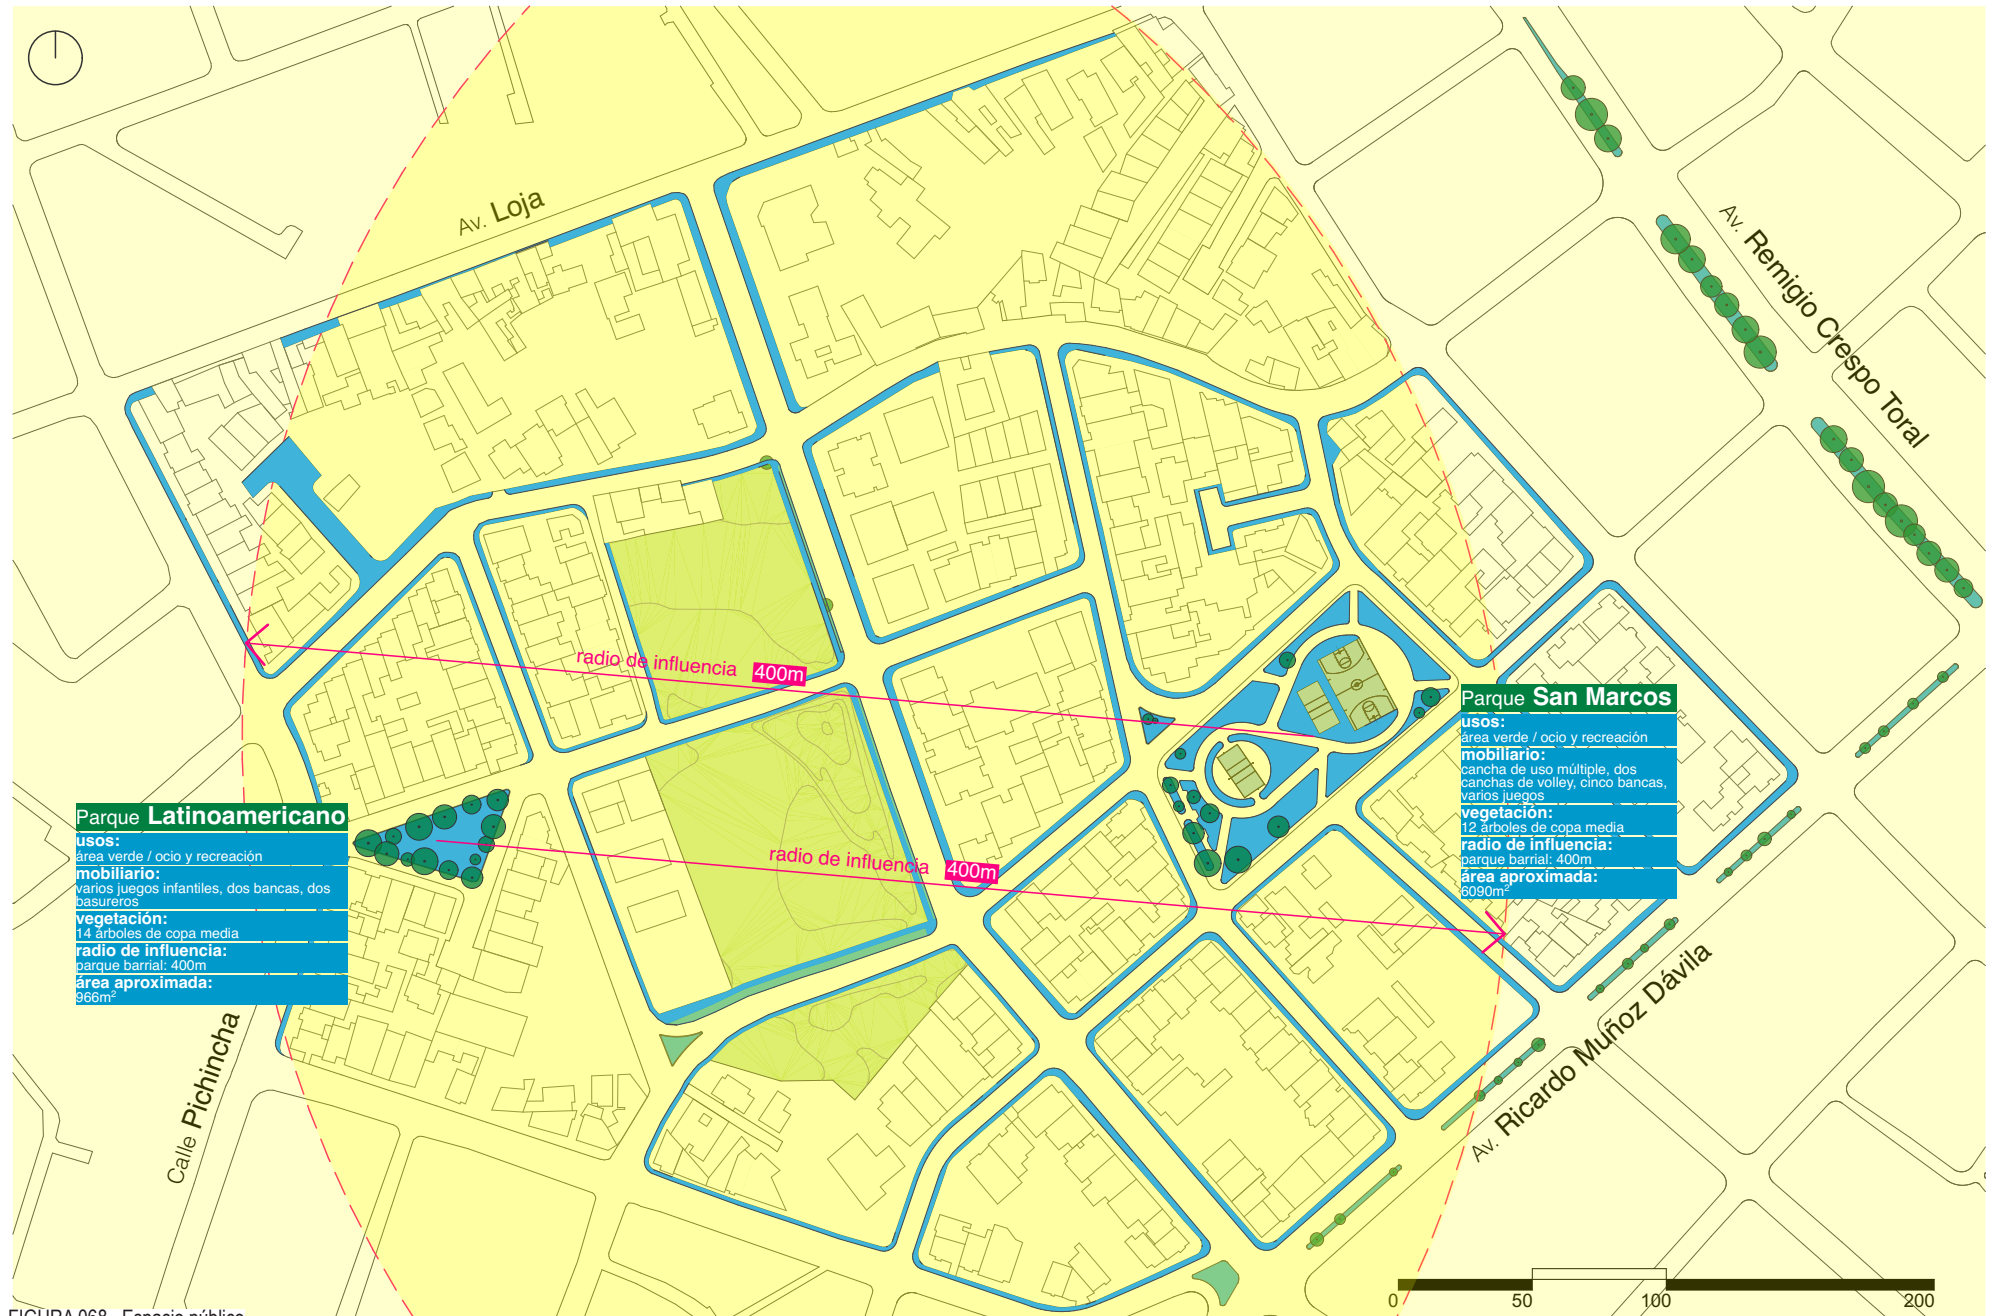 Av. Loja
Av. Remigio Crespo Toral
radio de influencia 400m
Parque San Marcos
usos:
área verde / ocio y recreación
mobiliario:
cancha de uso múltiple, dos
canchas de volley, cinco bancas,
varios juegos
vegetación:
12 árboles de copa media
radio de influencia:
parque barrial: 400m
área aproximada:
6090m²
Parque Latinoamericano
usos:
área verde / ocio y recreación
mobiliario:
varios juegos infantiles, dos bancas, dos
basureros
vegetación:
14 árboles de copa media
radio de influencia:
parque barrial: 400m
área aproximada:
966m²
radio de influencia 400m
Calle Pichincha
Av. Ricardo Muñoz Dávila
0 50 100 200
FIGURA 068 Espacio público